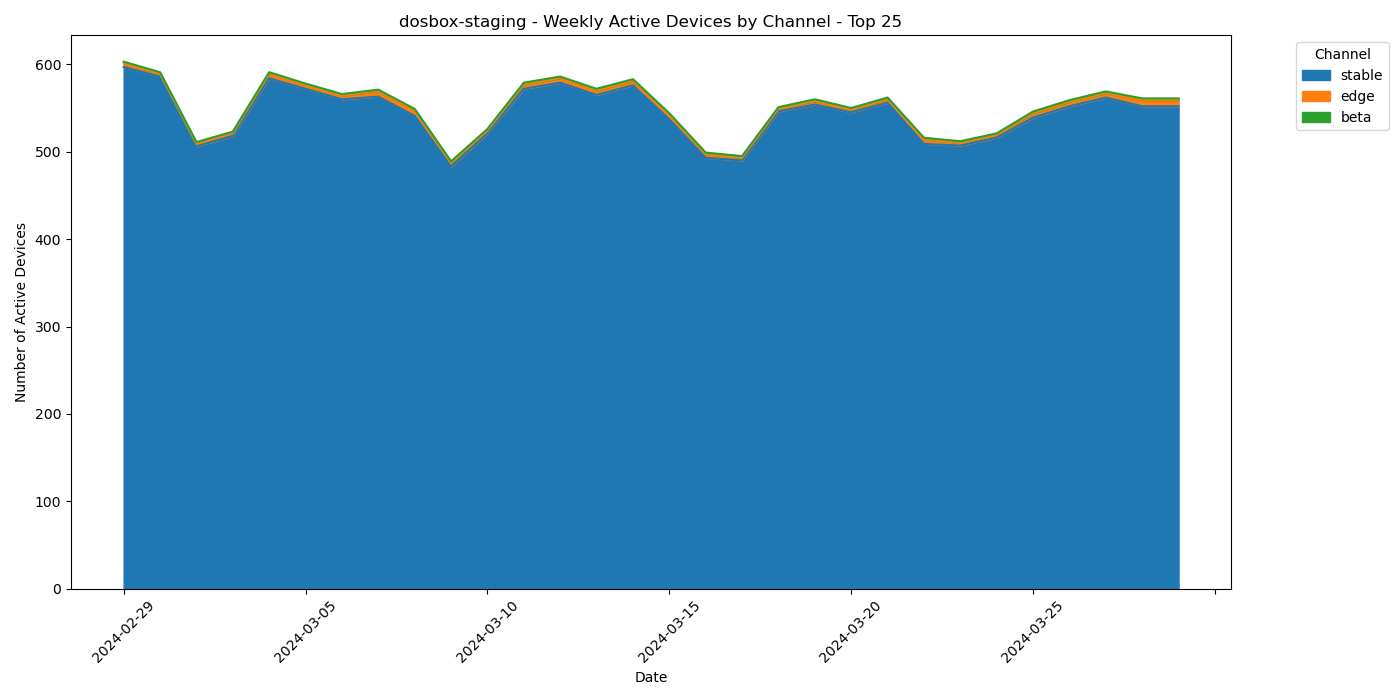 dosbox-staging - Weekly Active Devices by Channel - Top 25
Channel
stable
edge
beta
Number of Active Devices
600
500
400
300
200
100
0
2024-02-29
2024-03-05
2024-03-10
2024-03-15
2024-03-20
2024-03-25
Date